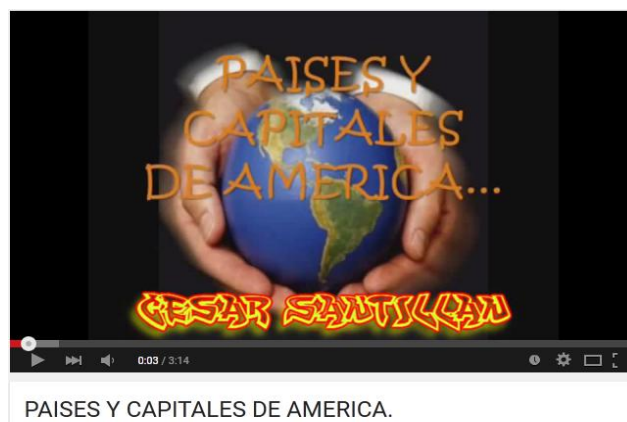 PAISES Y
CAPITALES
DE AMERICA...
CESAR SANTILLAN
0:03 / 3:14
PAISES Y CAPITALES DE AMERICA.